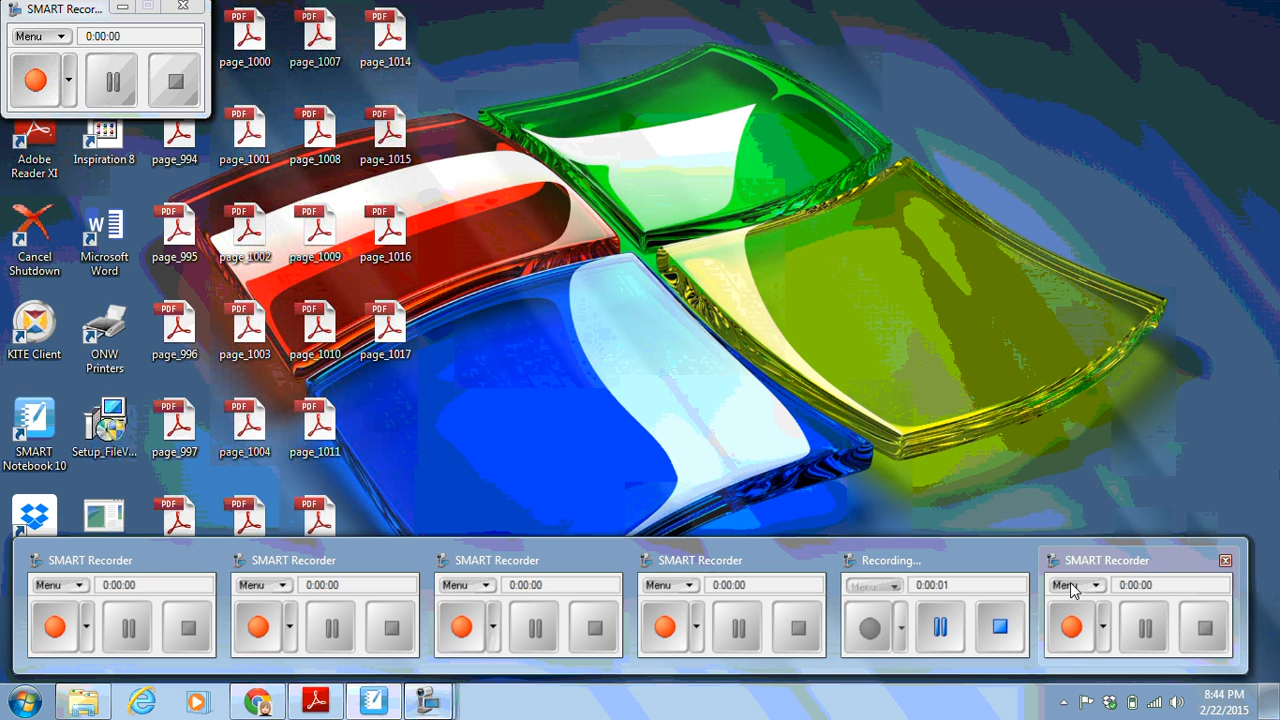 SMART Recor...
Menu 0:00:00
PDF PDF PDF
page_1000 page_1007 page_1014
PDF PDF
Adobe Reader XI
Inspiration 8
page_994 page_1001 page_1008 page_1015
PDF PDF PDF PDF
Cancel Shutdown
Microsoft Word
page_995 page_1002 page_1009 page_1016
PDF PDF PDF PDF
KITE Client
ONW Printers
page_996 page_1003 page_1010 page_1017
PDF PDF PDF
SMART Notebook 10
Setup_FileV...
page_997 page_1004 page_1011
PDF PDF PDF
SMART Recorder SMART Recorder SMART Recorder SMART Recorder Recording... SMART Recorder
Menu 0:00:00 Menu 0:00:00 Menu 0:00:00 Menu 0:00:00 Menu 0:00:01 Menu 0:00:00
8:44 PM
2/22/2015